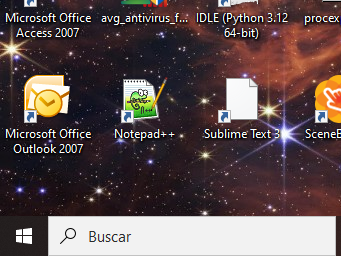 Microsoft Office
Access 2007
avg_antivirus_f...
IDLE (Python 3.12
64-bit)
procex
Microsoft Office
Outlook 2007
Notepad++
Sublime Text 3
SceneB
Buscar